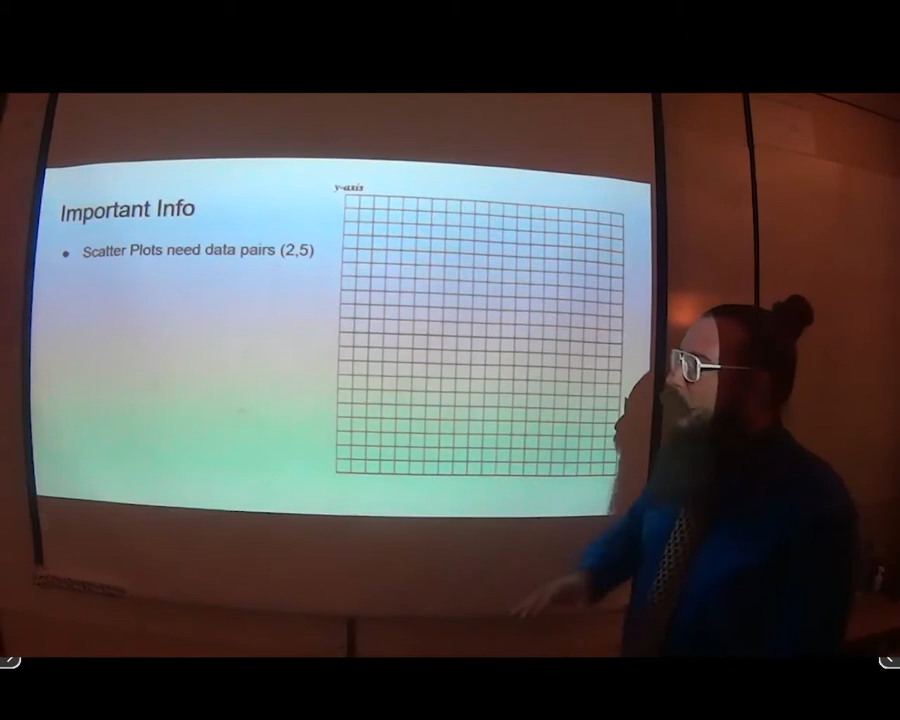 Important Info
• Scatter Plots need data pairs (2,5)
y-axis